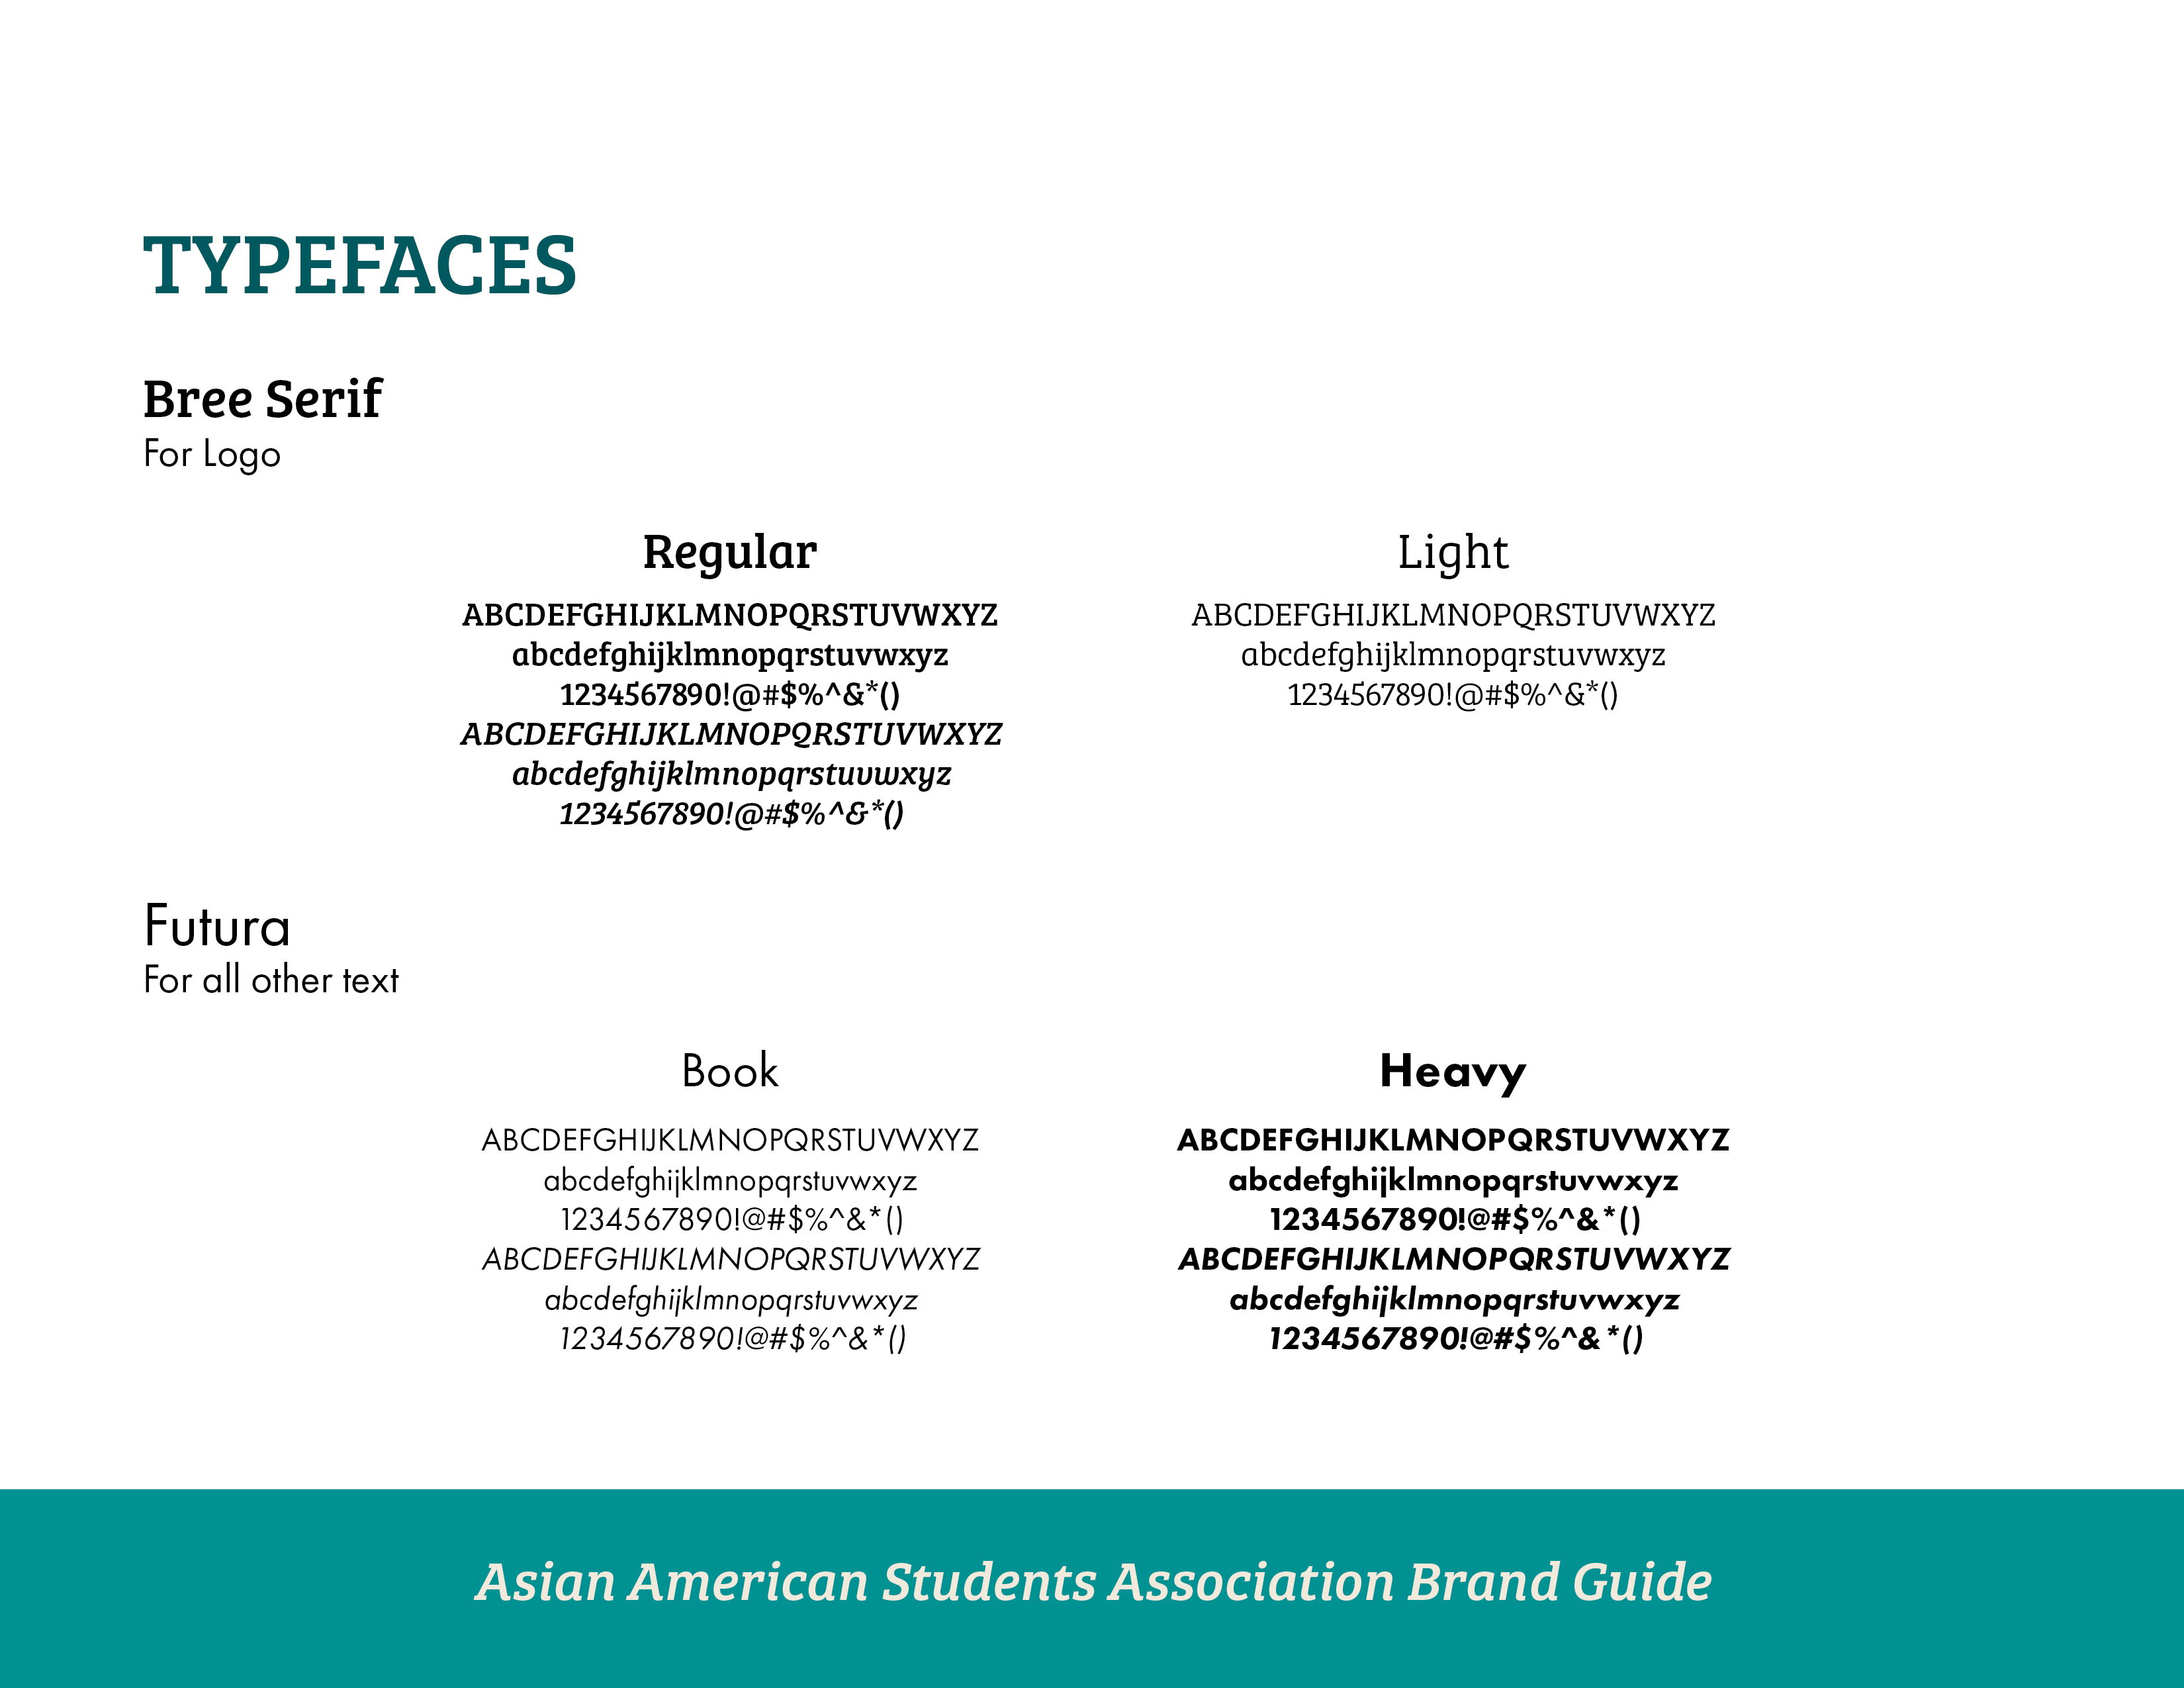 TYPEFACES
Bree Serif
For Logo
Regular
ABCDEFGHIJKLMNOPQRSTUVWXYZ
abcdefghijklmnopqrstuvwxyz
1234567890!@#$%^&*()
ABCDEFGHIJKLMNOPQRSTUVWXYZ
abcdefghijklmnopqrstuvwxyz
1234567890!@#$%^&*()
Light
ABCDEFGHIJKLMNOPQRSTUVWXYZ
abcdefghijklmnopqrstuvwxyz
1234567890!@#$%^&*()
Futura
For all other text
Book
ABCDEFGHIJKLMNOPQRSTUVWXYZ
abcdefghijklmnopqrstuvwxyz
1234567890!@#$%^&*()
ABCDEFGHIJKLMNOPQRSTUVWXYZ
abcdefghijklmnopqrstuvwxyz
1234567890!@#$%^&*()
Heavy
ABCDEFGHIJKLMNOPQRSTUVWXYZ
abcdefghijklmnopqrstuvwxyz
1234567890!@#$%^&*()
ABCDEFGHIJKLMNOPQRSTUVWXYZ
abcdefghijklmnopqrstuvwxyz
1234567890!@#$%^&*()
Asian American Students Association Brand Guide